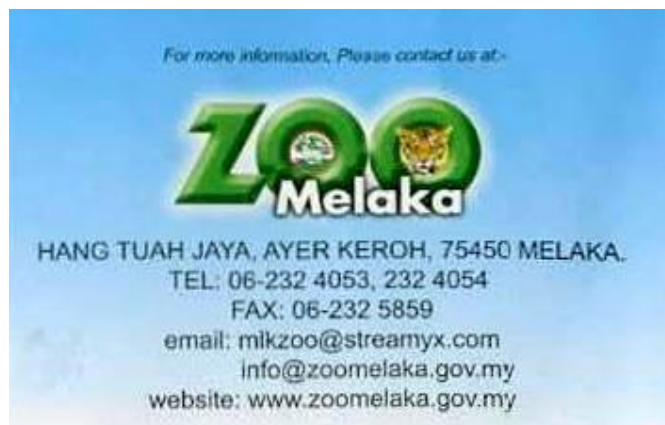 For more information, Please contact us at:-
ZOO
Melaka
HANG TUAH JAYA, AYER KEROH, 75450 MELAKA.
TEL: 06-232 4053, 232 4054
FAX: 06-232 5859
email: mlkzoo@streamyx.com
info@zoomelaka.gov.my
website: www.zoomelaka.gov.my